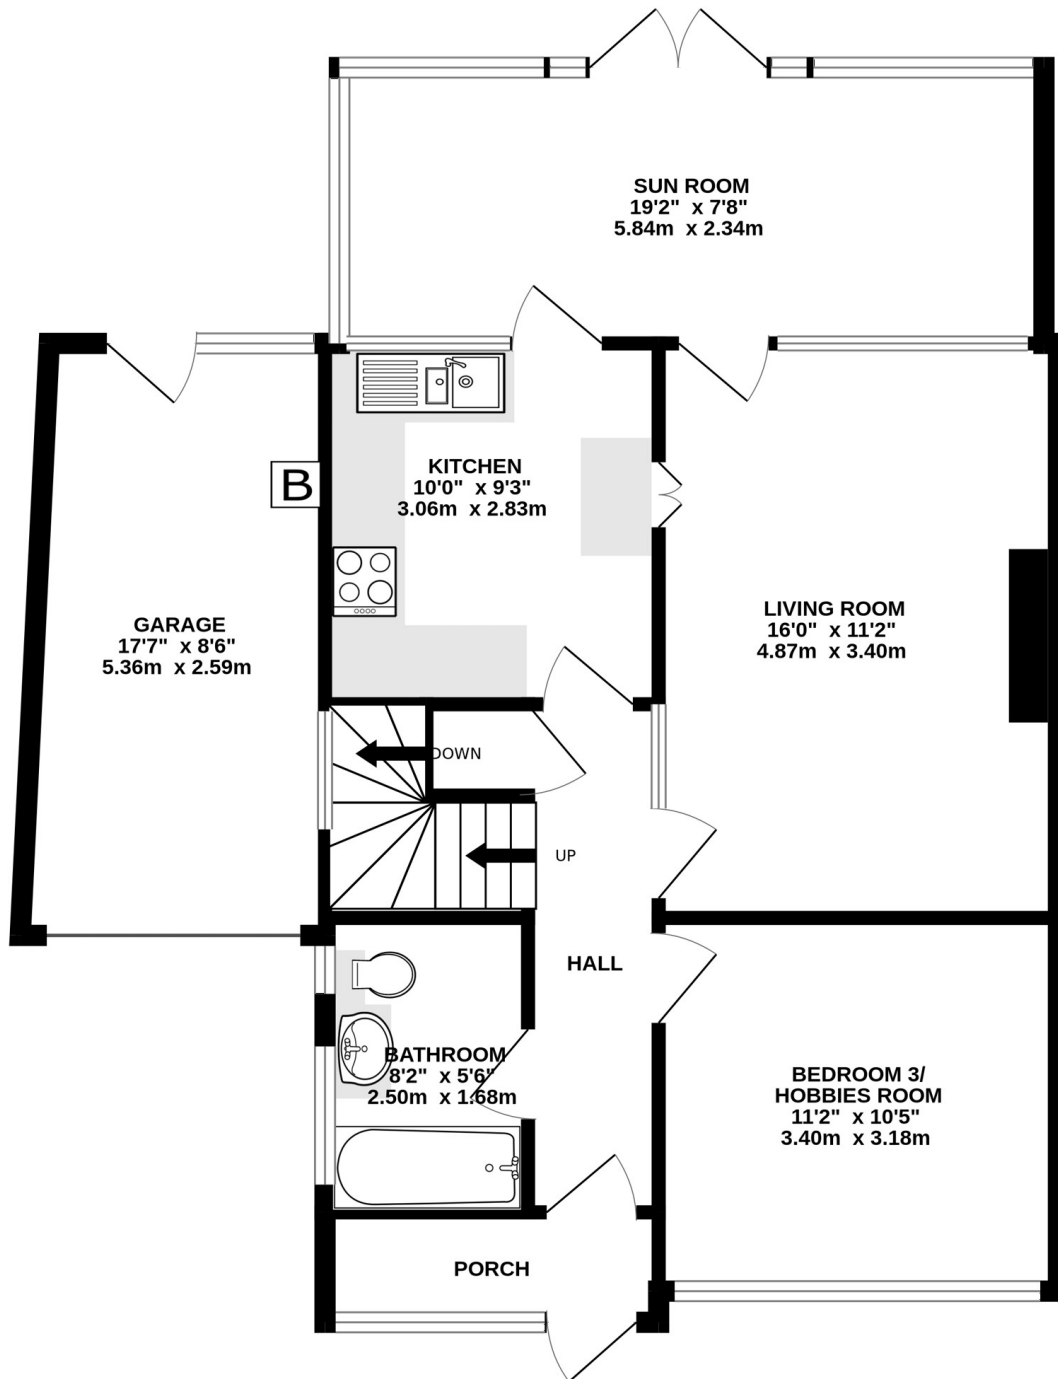 SUN ROOM
19'2" x 7'8"
5.84m x 2.34m
KITCHEN
10'0" x 9'3"
3.06m x 2.83m
B
GARAGE
17'7" x 8'6"
5.36m x 2.59m
LIVING ROOM
16'0" x 11'2"
4.87m x 3.40m
DOWN
UP
HALL
BATHROOM
8'2" x 5'6"
2.50m x 1.68m
BEDROOM 3/
HOBBIES ROOM
11'2" x 10'5"
3.40m x 3.18m
PORCH